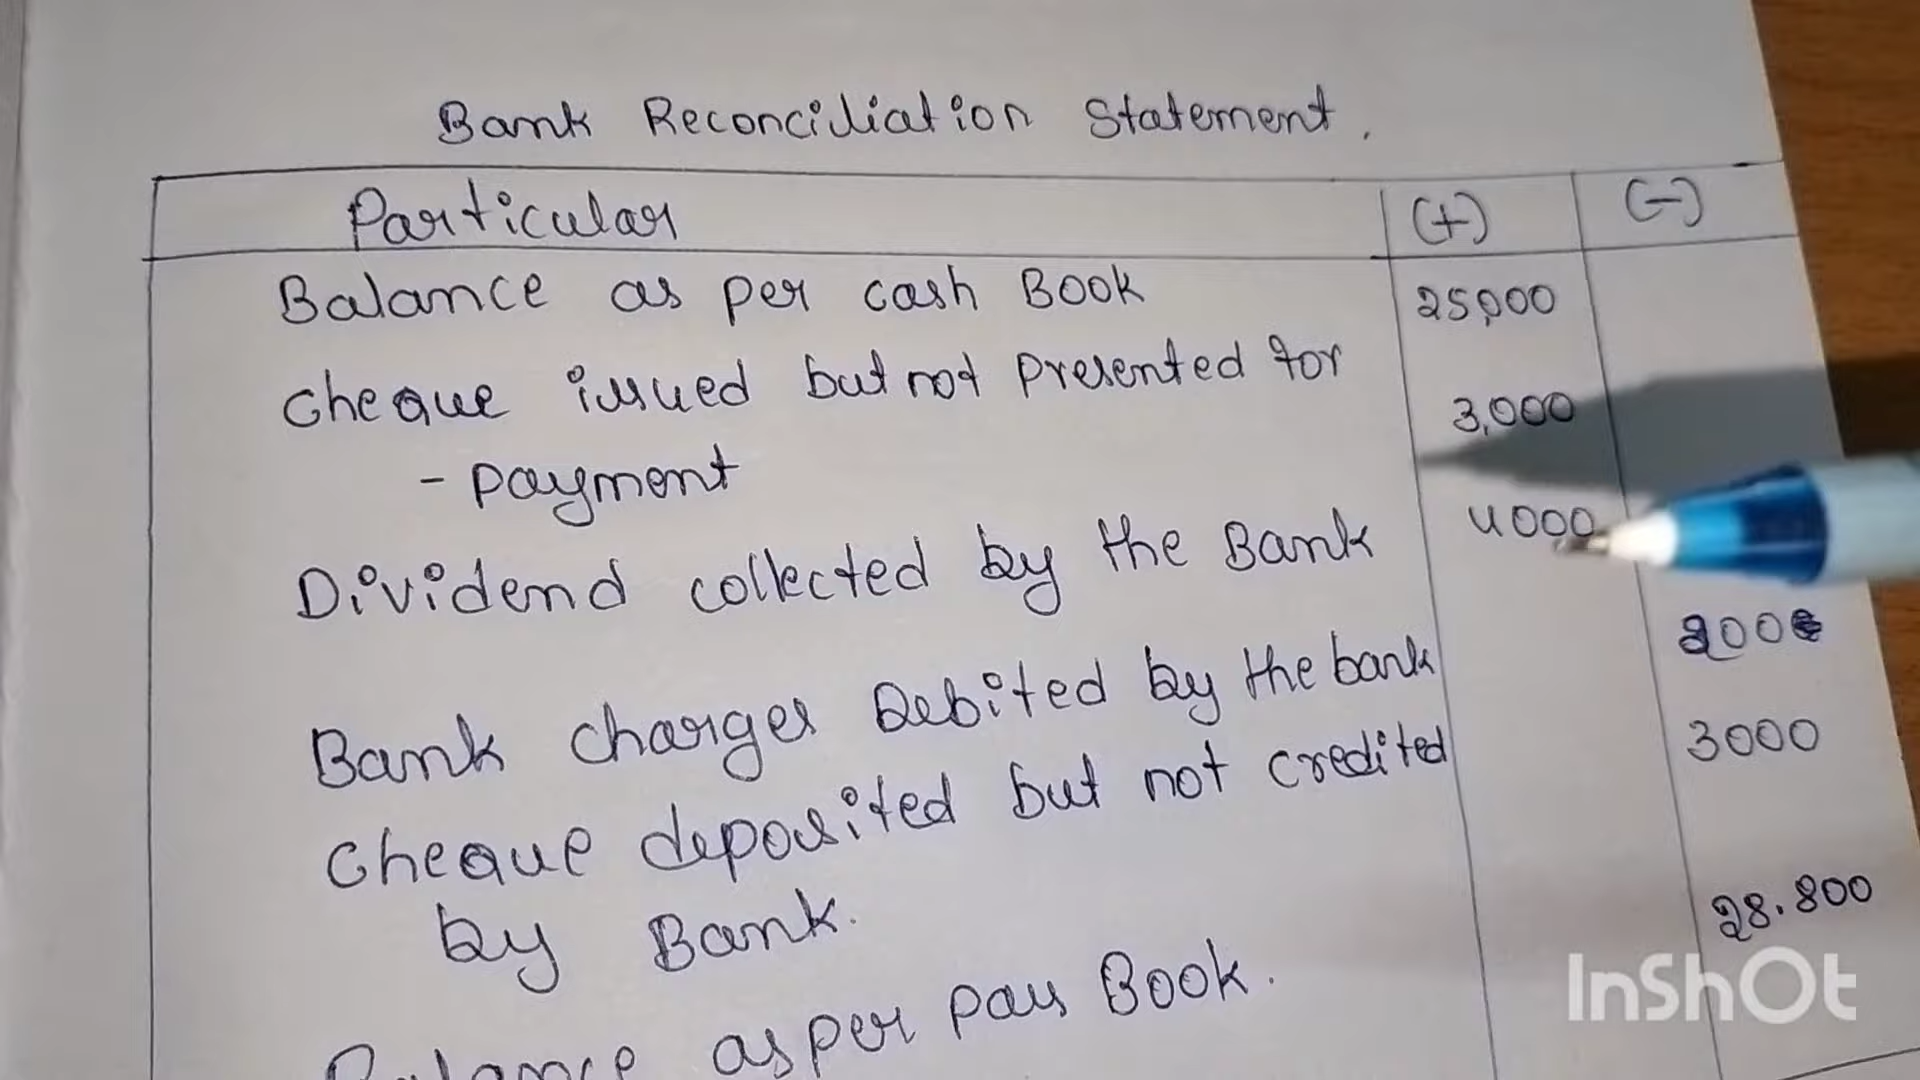 Bank Reconciliation Statement.
Particular (+) (-)
Balance as per cash Book 25,000
Cheque issued but not presented for 3,000
- payment
Dividend collected by the Bank 4000
Bank charges Debited by the bank 200
Cheque deposited but not credited 3000
by Bank.
Balance as per pass Book. 28.800
InShOt